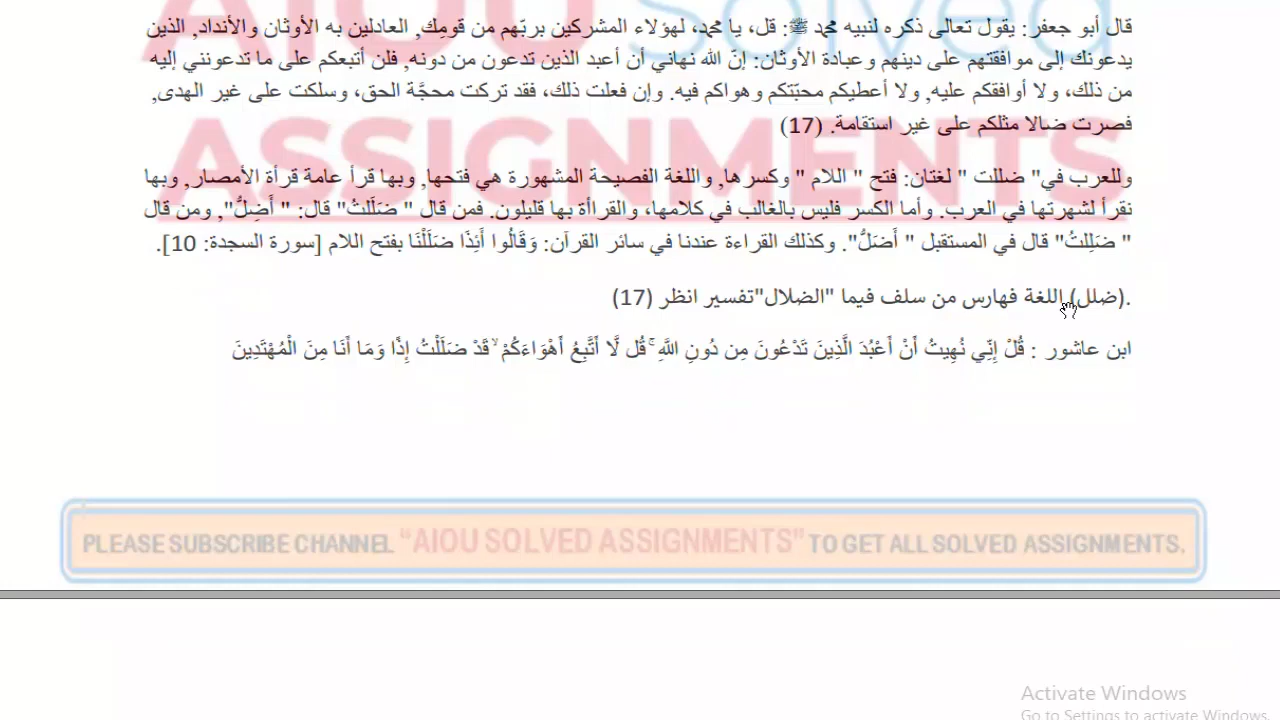 AIOU Solved
ASSIGNMENTS
قال أبو جعفر: يقول تعالى ذكره لنبيه محمد ﷺ: قل، يا محمد، لهؤلاء المشركين بربّهم من قومك, العادلين به الأوثان والأنداد, الذين
يدعونك إلى موافقتهم على دينهم وعبادة الأوثان: إنّ الله نهاني أن أعبد الذين تدعون من دونه, فلن أتبعكم على ما تدعونني إليه
من ذلك، ولا أوافقكم عليه, ولا أعطيكم محبّتكم وهواكم فيه. وإن فعلت ذلك، فقد تركت محجَّة الحق، وسلكت على غير الهدى,
فصرت ضالا مثلكم على غير استقامة. (17)
وللعرب في" ضللت " لغتان: فتح " اللام " وكسرها, واللغة الفصيحة المشهورة هي فتحها, وبها قرأ عامة قرأة الأمصار, وبها
نقرأ لشهرتها في العرب. وأما الكسر فليس بالغالب في كلامها، والقراأة بها قليلون. فمن قال " ضَلَلتُ" قال: " أَضِلُّ", ومن قال
" ضَلِلتُ" قال في المستقبل " أَضَلُّ". وكذلك القراءة عندنا في سائر القرآن: وَقَالُوا أَئِذَا ضَلَلْنَا بفتح اللام [سورة السجدة: 10].
.(ضلل) اللغة فهارس من سلف فيما "الضلال"تفسير انظر (17)
ابن عاشور : قُلْ إِنِّي نُهِيتُ أَنْ أَعْبُدَ الَّذِينَ تَدْعُونَ مِن دُونِ اللَّهِ ۚ قُل لَّا أَتَّبِعُ أَهْوَاءَكُمْ ۙ قَدْ ضَلَلْتُ إِذًا وَمَا أَنَا مِنَ الْمُهْتَدِينَ
PLEASE SUBSCRIBE CHANNEL “AIOU SOLVED ASSIGNMENTS” TO GET ALL SOLVED ASSIGNMENTS.
Activate Windows
Go to Settings to activate Windows.